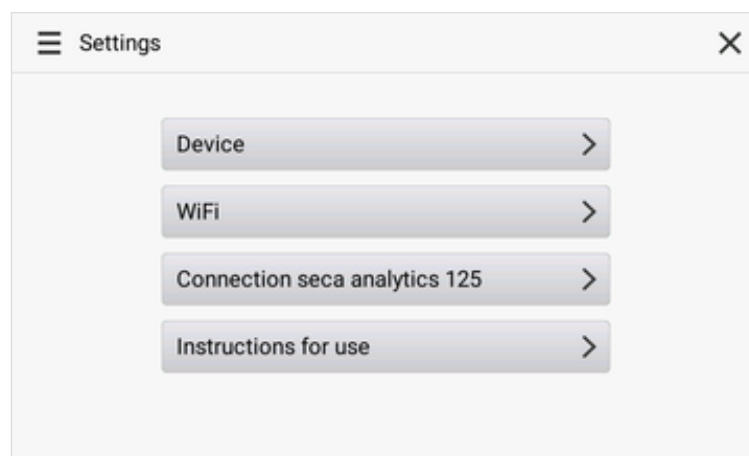 Settings
Device
WiFi
Connection seca analytics 125
Instructions for use